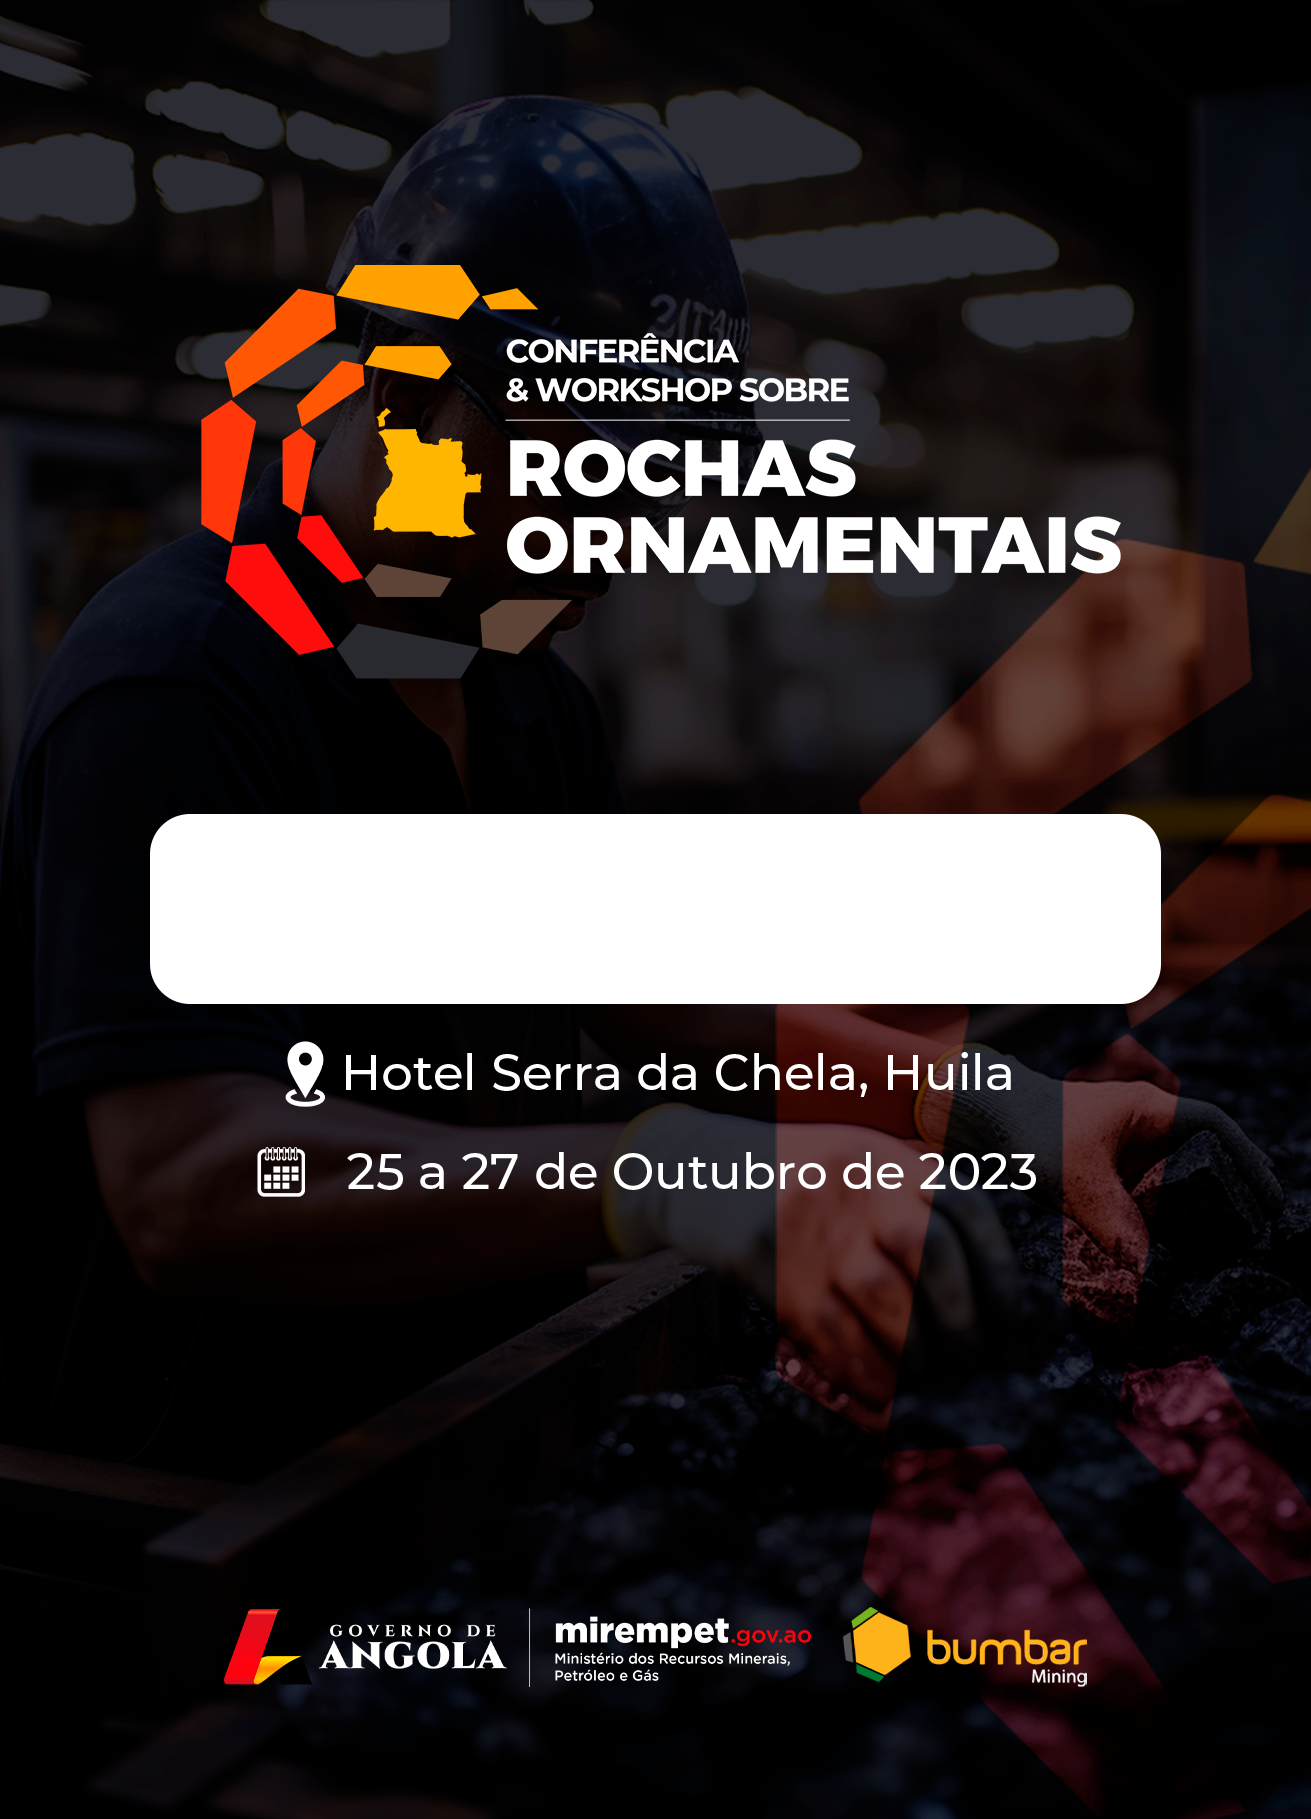 CONFERÊNCIA
& WORKSHOP SOBRE
ROCHAS
ORNAMENTAIS
Hotel Serra da Chela, Huila
25 a 27 de Outubro de 2023
GOVERNO DE
ANGOLA
mirempet.gov.ao
Ministério dos Recursos Minerais,
Petróleo e Gás
bumbar
Mining